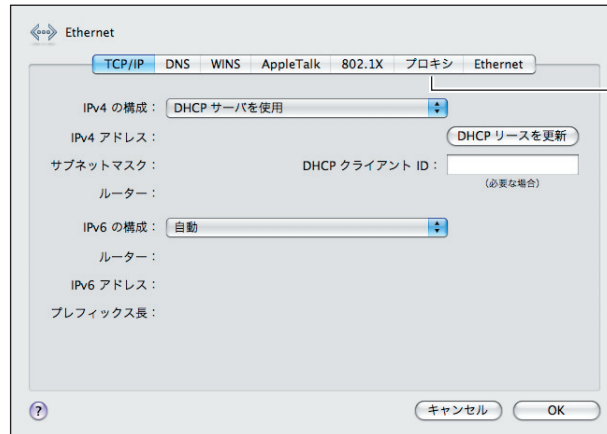 Ethernet
TCP/IP DNS WINS AppleTalk 802.1X プロキシ Ethernet
IPv4 の構成： DHCP サーバを使用
IPv4 アドレス： DHCP リースを更新
サブネットマスク： DHCP クライアント ID：
（必要な場合）
ルーター：
IPv6 の構成： 自動
ルーター：
IPv6 アドレス：
プレフィックス長：
? キャンセル OK